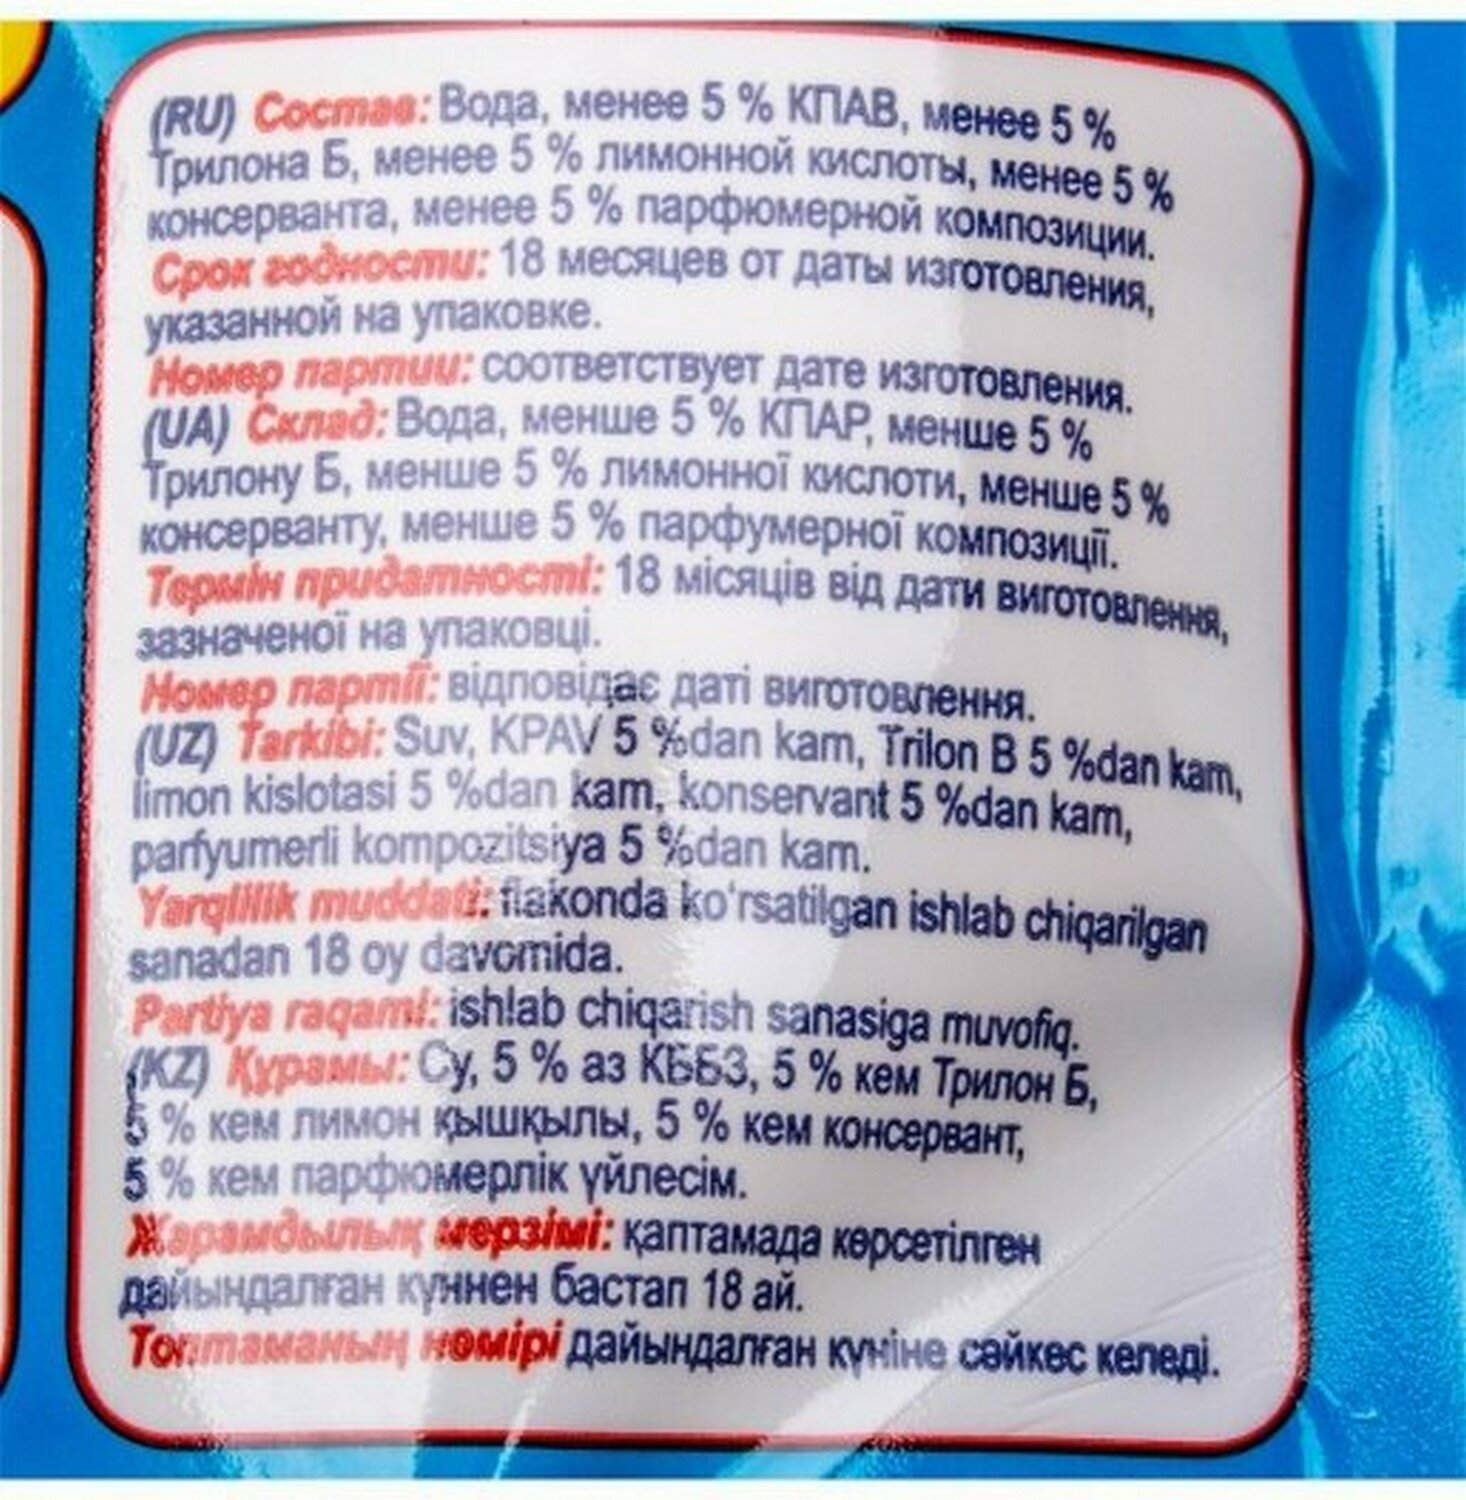 (RU) Состав: Вода, менее 5 % КПАВ, менее 5 %
Трилона Б, менее 5 % лимонной кислоты, менее 5 %
консерванта, менее 5 % парфюмерной композиции.
Срок годности: 18 месяцев от даты изготовления,
указанной на упаковке.
Номер партии: соответствует дате изготовления.
(UA) Склад: Вода, менше 5 % КПАР, менше 5 %
Трилону Б, менше 5 % лимонної кислоти, менше 5 %
консерванту, менше 5 % парфумерної композиції.
Термін придатності: 18 місяців від дати виготовлення,
зазначеної на упаковці.
Номер партії: відповідає даті виготовлення.
(UZ) Tarkibi: Suv, KPAV 5 %dan kam, Trilon B 5 %dan kam,
limon kislotasi 5 %dan kam, konservant 5 %dan kam,
parfyumerli kompozitsiya 5 %dan kam.
Yarqlilik muddati: flakonda ko'rsatilgan ishlab chiqarilgan
sanadan 18 oy davomida.
Partiya raqami: ishlab chiqarish sanasiga muvofiq.
(KZ) Құрамы: Су, 5 % аз КББЗ, 5 % кем Трилон Б,
5 % кем лимон қышқылы, 5 % кем консервант,
5 % кем парфюмерлік үйлесім.
Жарамдылық мерзімі: қаптамада көрсетілген
дайындалған күннен бастап 18 ай.
Топтаманың нөмірі дайындалған күніне сәйкес келеді.